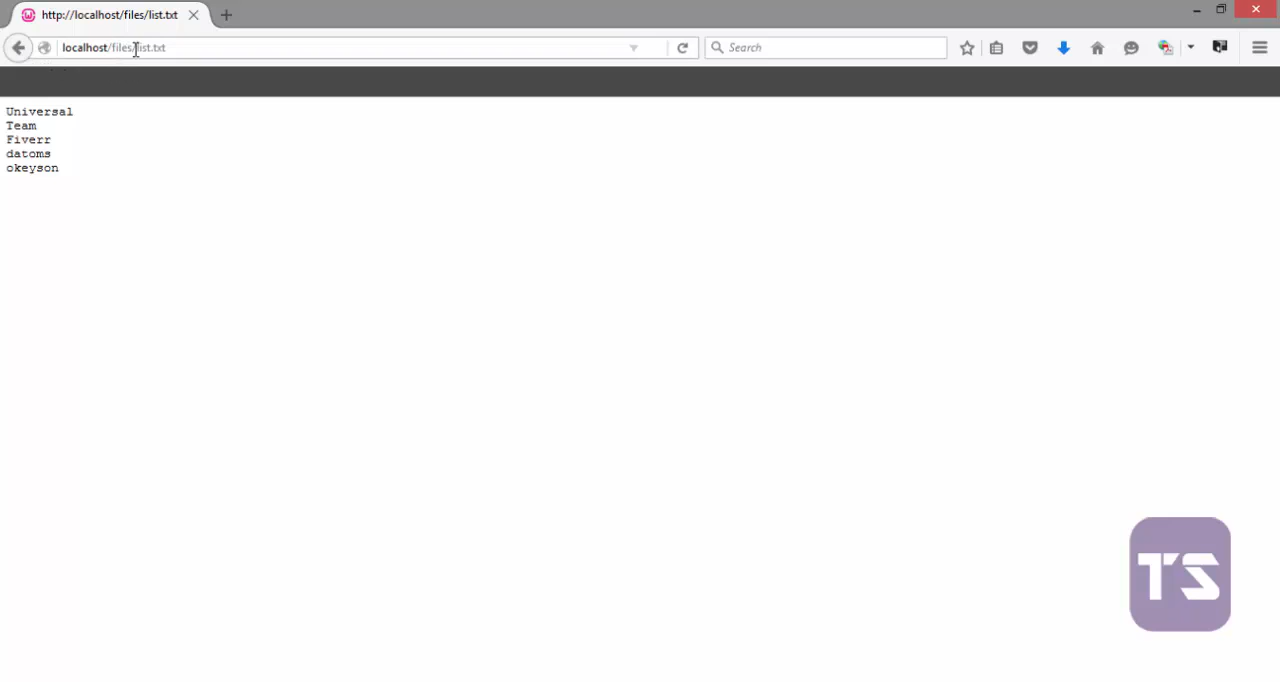 http://localhost/files/list.txt
localhost/files/list.txt
Search
Universal
Team
Fiverr
datoms
okeyson
TS